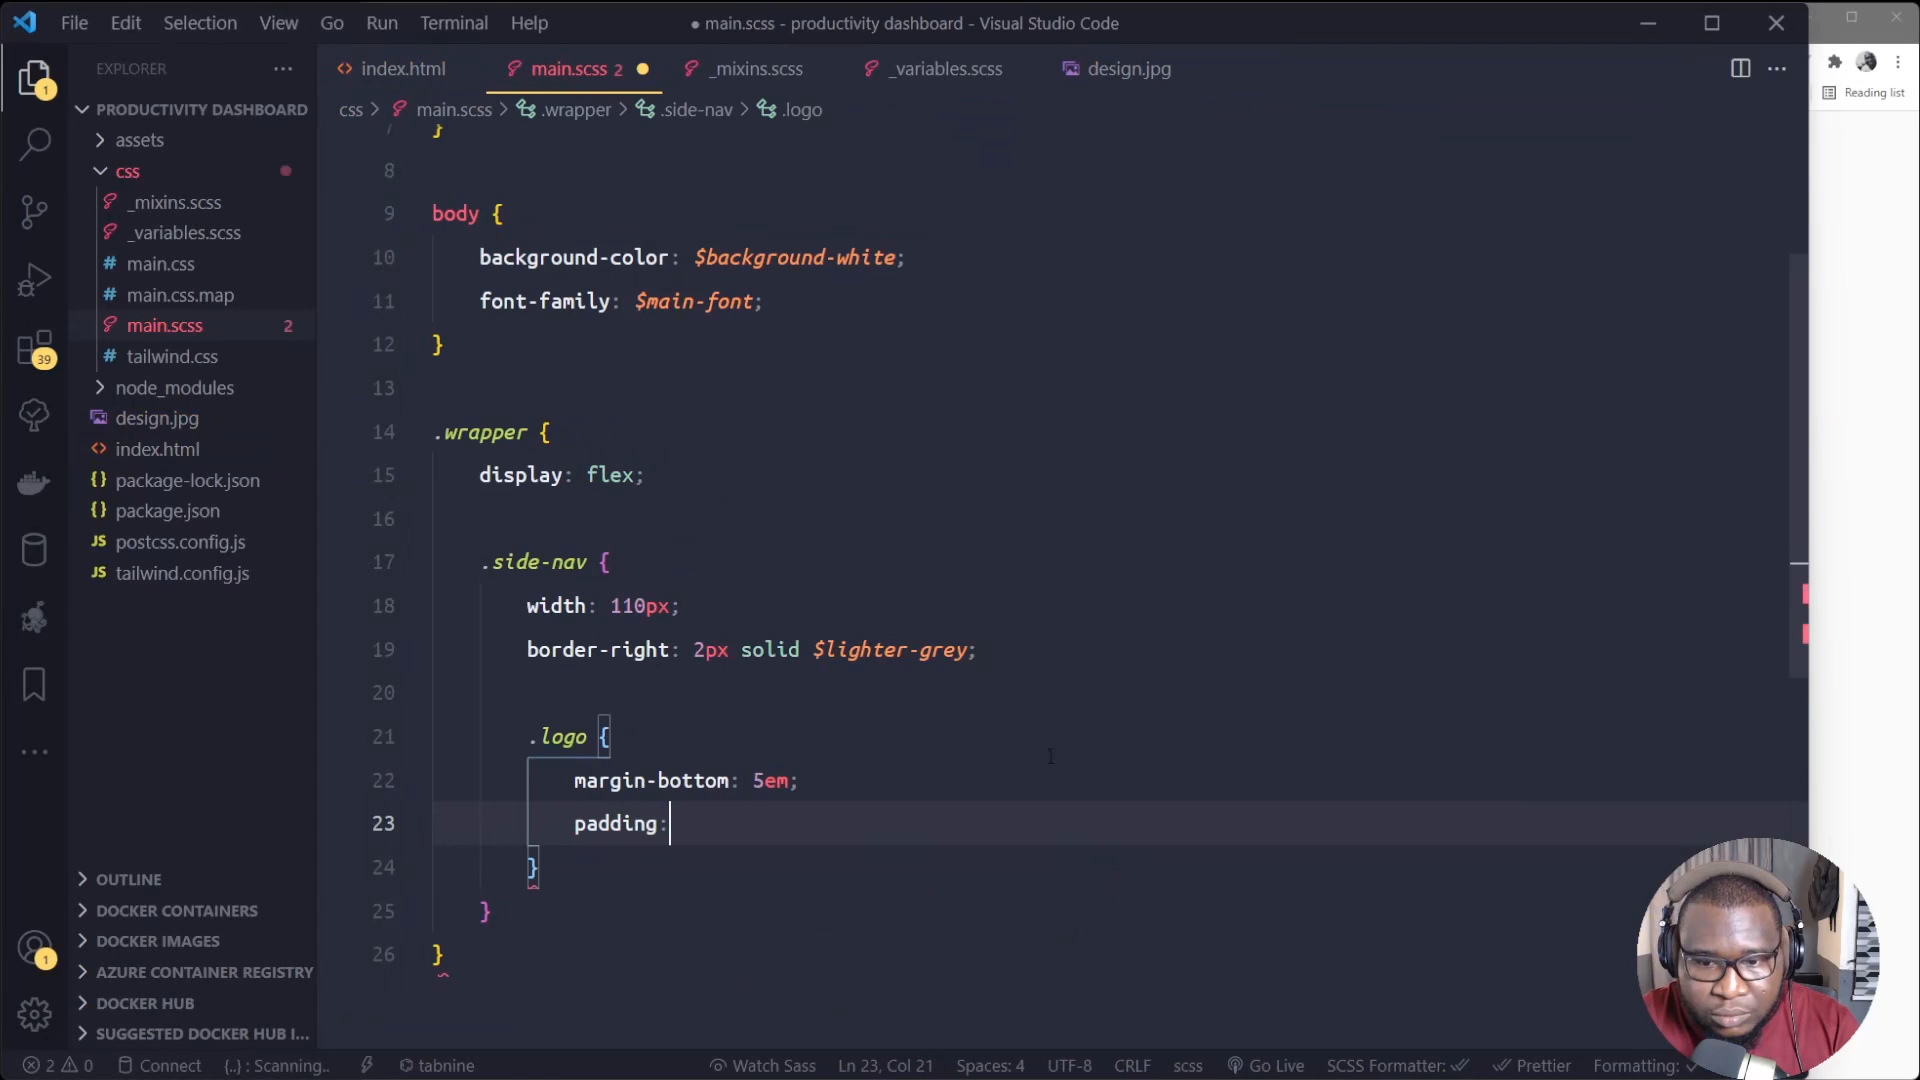 File Edit Selection View Go Run Terminal Help
● main.scss - productivity dashboard - Visual Studio Code
EXPLORER
index.html
main.scss 2
_mixins.scss
_variables.scss
design.jpg
Reading list
css > main.scss > .wrapper > .side-nav > .logo
PRODUCTIVITY DASHBOARD
assets
css
_mixins.scss
_variables.scss
main.css
main.css.map
main.scss 2
tailwind.css
node_modules
design.jpg
index.html
package-lock.json
package.json
postcss.config.js
tailwind.config.js
OUTLINE
DOCKER CONTAINERS
DOCKER IMAGES
AZURE CONTAINER REGISTRY
DOCKER HUB
SUGGESTED DOCKER HUB I...
1
39
1
7 }
8
9 body {
10 background-color: $background-white;
11 font-family: $main-font;
12 }
13
14 .wrapper {
15 display: flex;
16
17 .side-nav {
18 width: 110px;
19 border-right: 2px solid $lighter-grey;
20
21 .logo {
22 margin-bottom: 5em;
23 padding:
24 }
25 }
26 }
2 0 Connect {..} : Scanning.. tabnine Watch Sass Ln 23, Col 21 Spaces: 4 UTF-8 CRLF scss Go Live SCSS Formatter: Prettier Formatting: